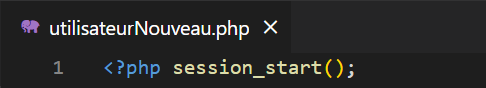 utilisateurNouveau.php
1 <?php session_start();